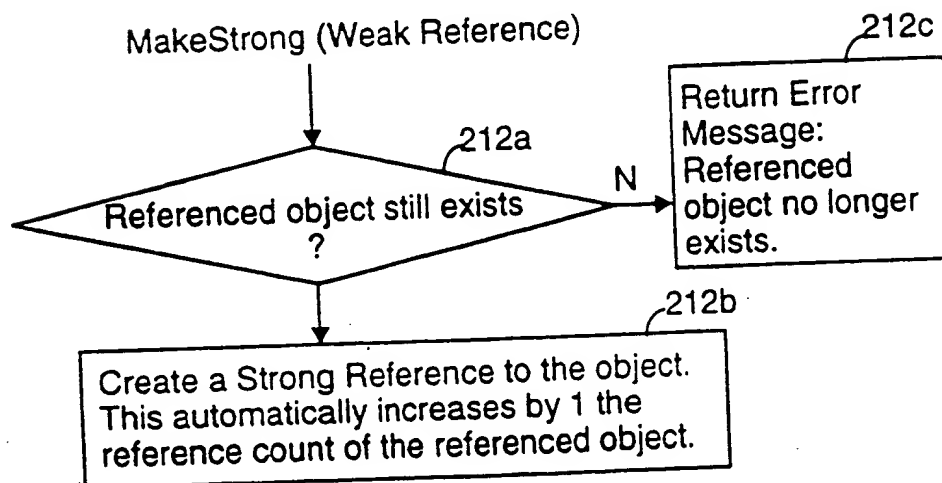 MakeStrong (Weak Reference)
212c
Return Error
Message:
Referenced
object no longer
exists.
212a
N
Referenced object still exists
?
212b
Create a Strong Reference to the object.
This automatically increases by 1 the
reference count of the referenced object.